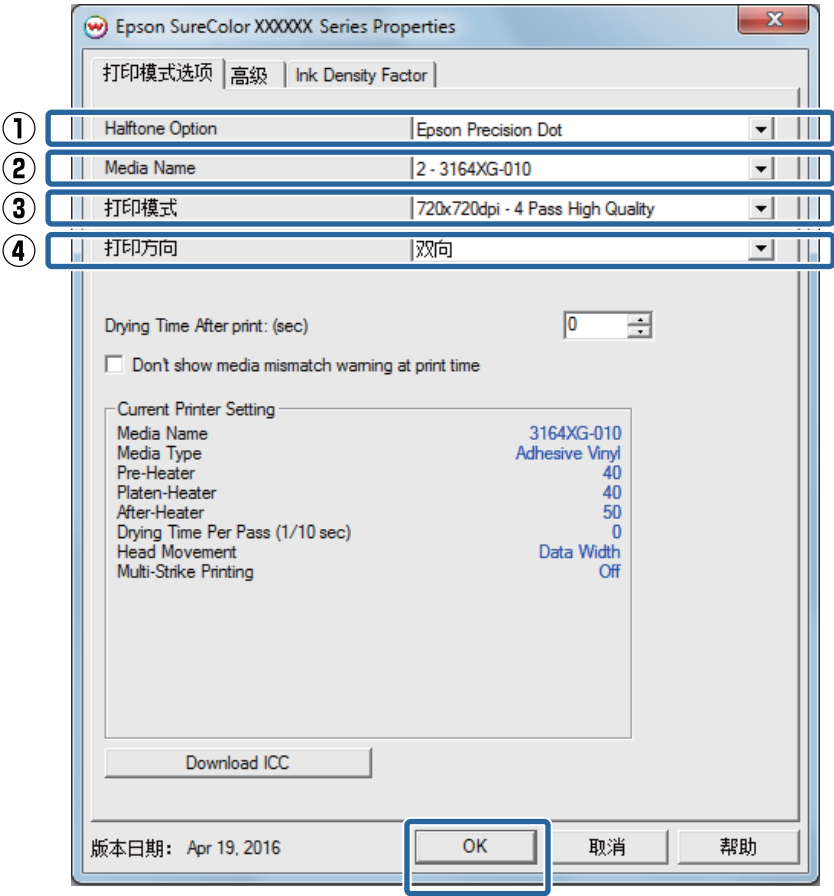 Epson SureColor XXXXXX Series Properties
打印模式选项 高级 Ink Density Factor
① Halftone Option Epson Precision Dot
② Media Name 2 - 3164XG-010
③ 打印模式 720x720dpi - 4 Pass High Quality
④ 打印方向 双向
Drying Time After print: (sec) 0
Don't show media mismatch warning at print time
Current Printer Setting
Media Name 3164XG-010
Media Type Adhesive Vinyl
Pre-Heater 40
Platen-Heater 40
After-Heater 50
Drying Time Per Pass (1/10 sec) 0
Head Movement Data Width
Multi-Strike Printing Off
Download ICC
版本日期： Apr 19, 2016 OK 取消 帮助